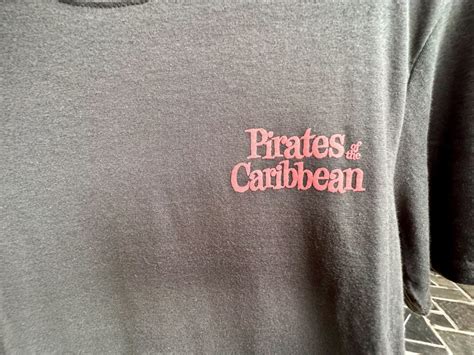 Pirates of the
Caribbean